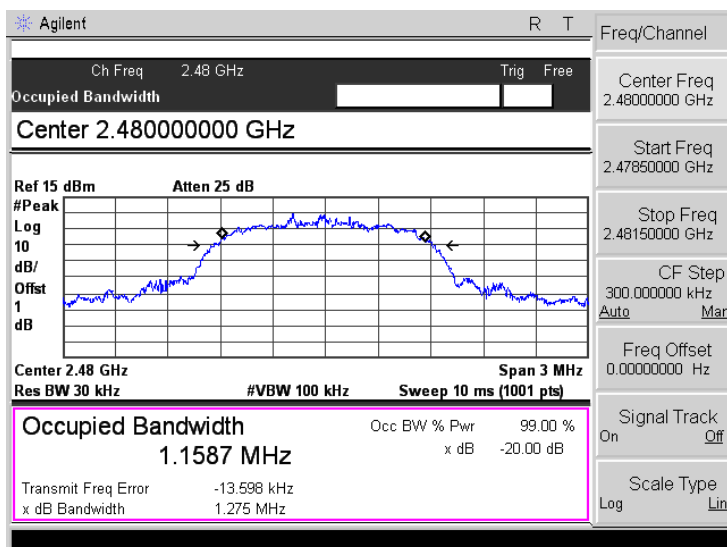 Agilent R T
Freq/Channel
Ch Freq 2.48 GHz Trig Free
Occupied Bandwidth
Center 2.480000000 GHz
Ref 15 dBm Atten 25 dB
#Peak
Log
10
dB/
Offst
1
dB
Center 2.48 GHz Span 3 MHz
Res BW 30 kHz #VBW 100 kHz Sweep 10 ms (1001 pts)
Occupied Bandwidth Occ BW % Pwr 99.00 %
1.1587 MHz x dB -20.00 dB
Transmit Freq Error -13.598 kHz
x dB Bandwidth 1.275 MHz
Center Freq
2.48000000 GHz
Start Freq
2.47850000 GHz
Stop Freq
2.48150000 GHz
CF Step
300.000000 kHz
Auto Man
Freq Offset
0.00000000 Hz
Signal Track
On Off
Scale Type
Log Lin